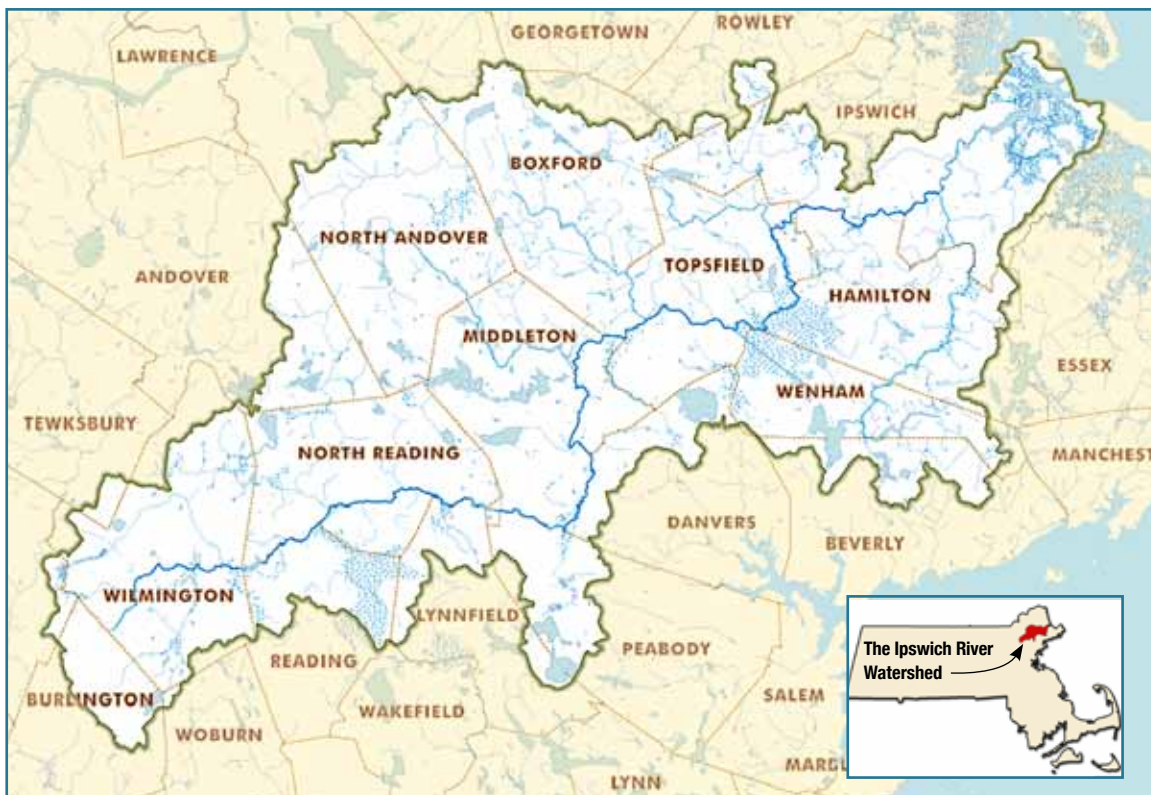 ROWLEY
GEORGETOWN
LAWRENCE
IPSWICH
BOXFORD
NORTH ANDOVER
TOPSFIELD
ANDOVER
HAMILTON
MIDDLETON
ESSEX
WENHAM
TEWKSBURY
NORTH READING
MANCHEST
DANVERS
BEVERLY
WILMINGTON
LYNNFIELD
The Ipswich River
Watershed
READING
PEABODY
BURLINGTON
SALEM
WAKEFIELD
WOBURN
MARBL
LYNN